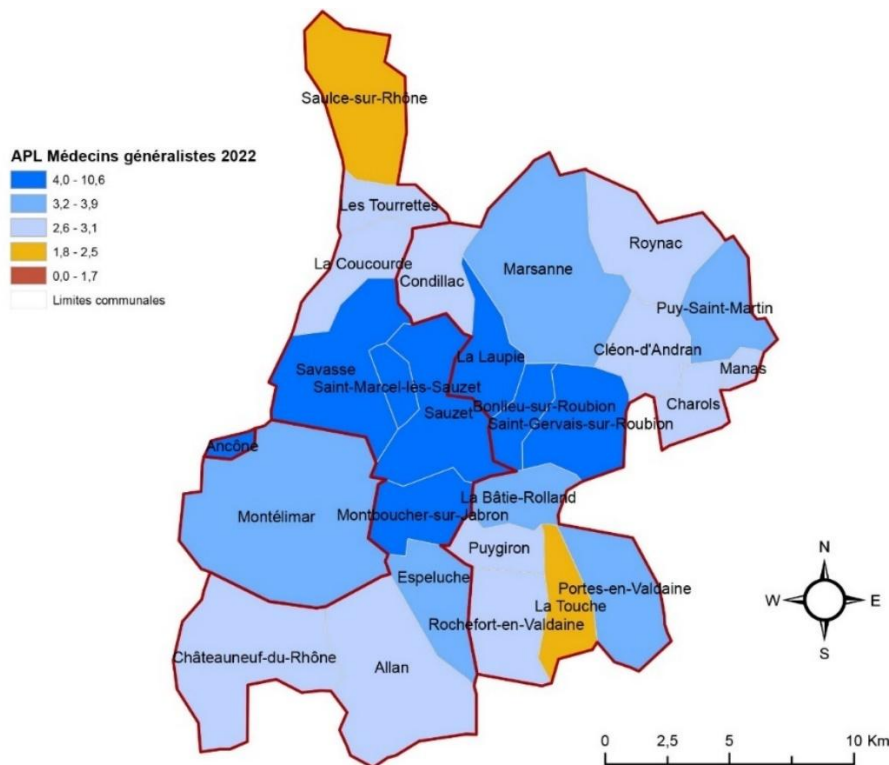 Saulce-sur-Rhône
APL Médecins généralistes 2022
4,0 - 10,6
3,2 - 3,9
2,6 - 3,1
1,8 - 2,5
0,0 - 1,7
Limites communales
Les Tourrettes
La Coucourde
Condillac
Marsanne
Roynac
Puy-Saint-Martin
Cléon-d'Andran
Manas
Charols
La Laupie
Savasse
Saint-Marcel-lès-Sauzet
Sauzet
Bonlieu-sur-Roubion
Saint-Gervais-sur-Roubion
Ancône
Montélimar
Montboucher-sur-Jabron
La Bâtie-Rolland
Puygiron
Espeluche
Portes-en-Valdaine
La Touche
Rochefort-en-Valdaine
Châteauneuf-du-Rhône
Allan
N
W E
S
0 2,5 5 10 Km